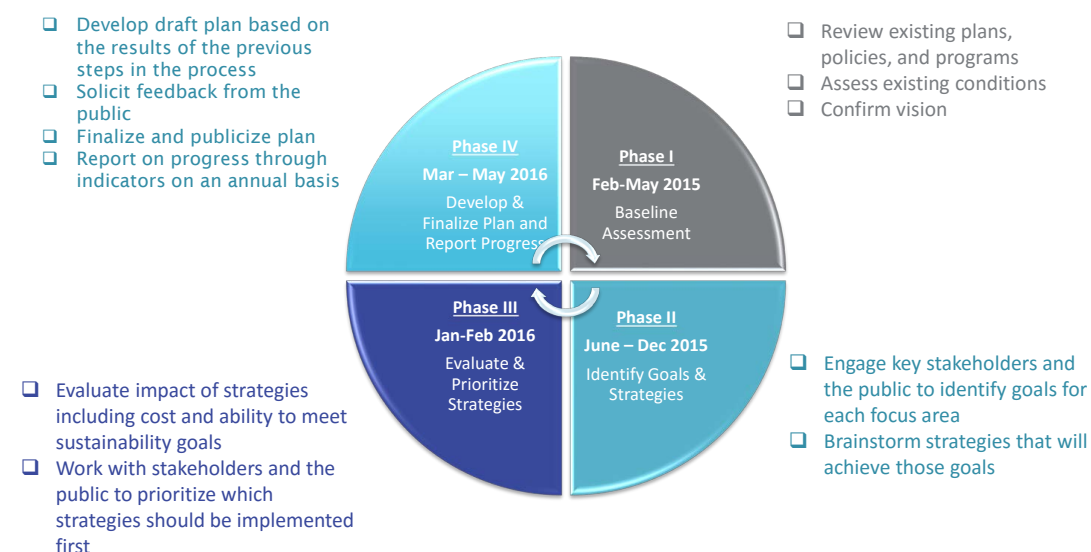 ❑ Develop draft plan based on
the results of the previous
steps in the process
❑ Solicit feedback from the
public
❑ Finalize and publicize plan
❑ Report on progress through
indicators on an annual basis
❑ Review existing plans,
policies, and programs
❑ Assess existing conditions
❑ Confirm vision
Phase IV
Mar – May 2016
Develop &
Finalize Plan and
Report Progress
Phase I
Feb-May 2015
Baseline
Assessment
Phase III
Jan-Feb 2016
Evaluate &
Prioritize
Strategies
Phase II
June – Dec 2015
Identify Goals &
Strategies
❑ Evaluate impact of strategies
including cost and ability to meet
sustainability goals
❑ Work with stakeholders and the
public to prioritize which
strategies should be implemented
first
❑ Engage key stakeholders and
the public to identify goals for
each focus area
❑ Brainstorm strategies that will
achieve those goals